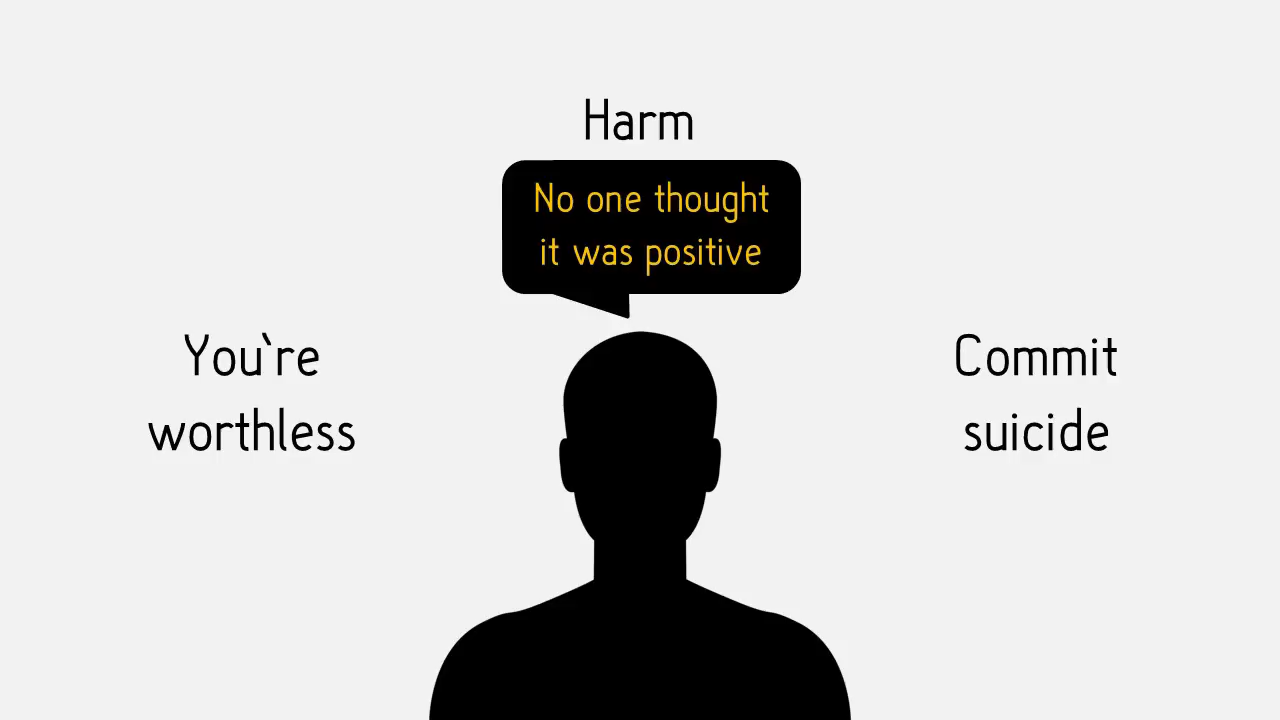 Harm
No one thought
it was positive
You`re
worthless
Commit
suicide